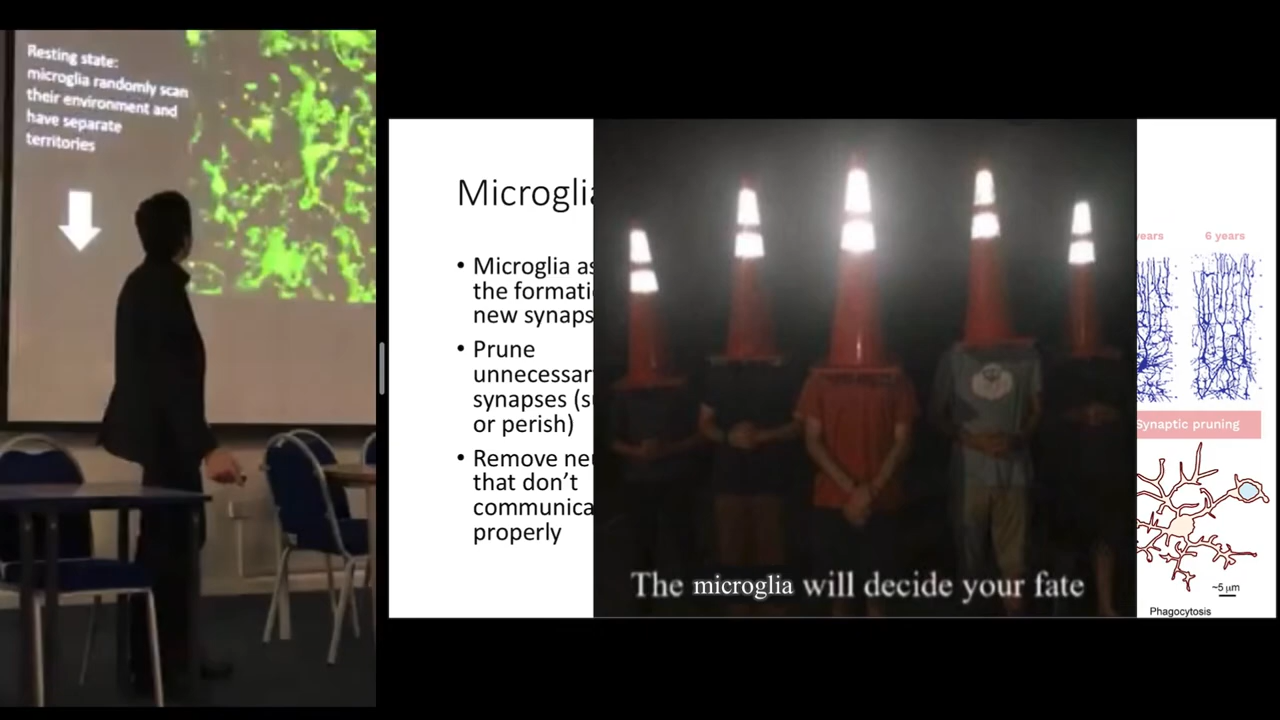 Resting state:
microglia randomly scan
their environment and
have separate
territories
Microglia
• Microglia as
the formati
new synaps
• Prune
unnecessar
synapses (s
or perish)
• Remove ne
that don't
communica
properly
The microglia will decide your fate
years
6 years
Synaptic pruning
~5 μm
Phagocytosis